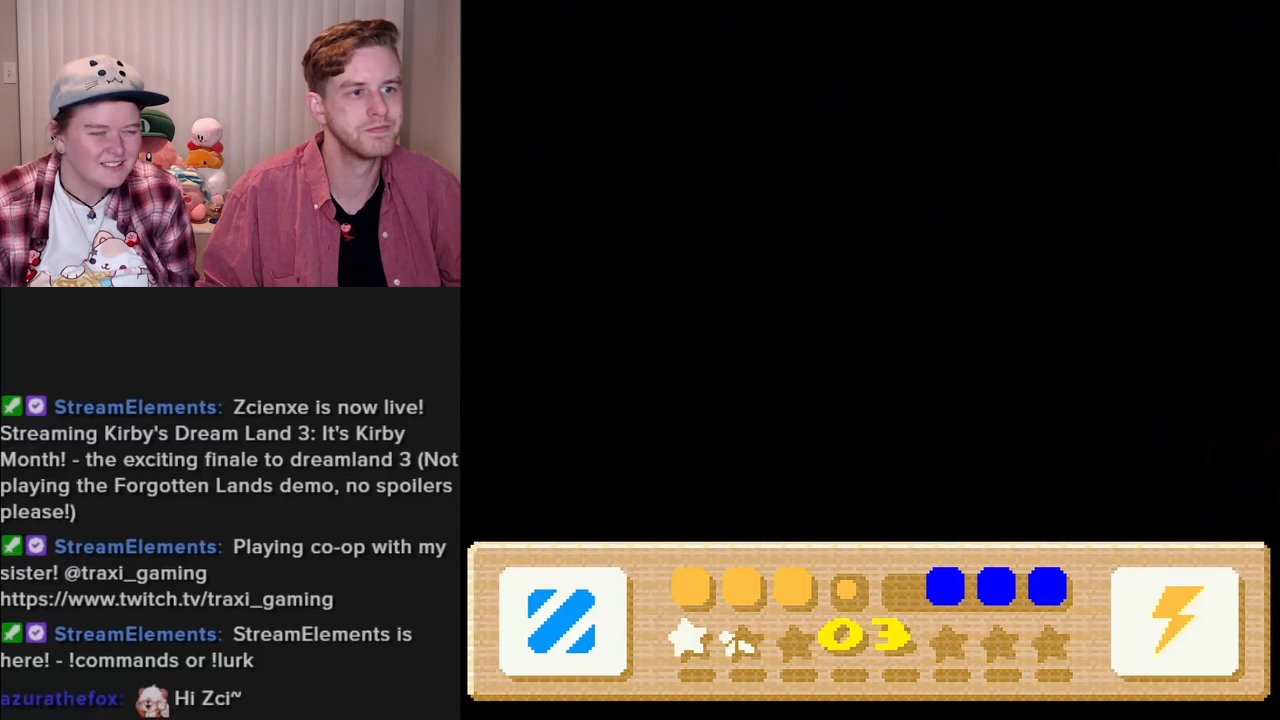 StreamElements: Zcienxe is now live!
Streaming Kirby's Dream Land 3: It's Kirby
Month! - the exciting finale to dreamland 3 (Not
playing the Forgotten Lands demo, no spoilers
please!)
StreamElements: Playing co-op with my
sister! @traxi_gaming
https://www.twitch.tv/traxi_gaming
StreamElements: StreamElements is
here! - !commands or !lurk
azurathefox: Hi Zci~
03